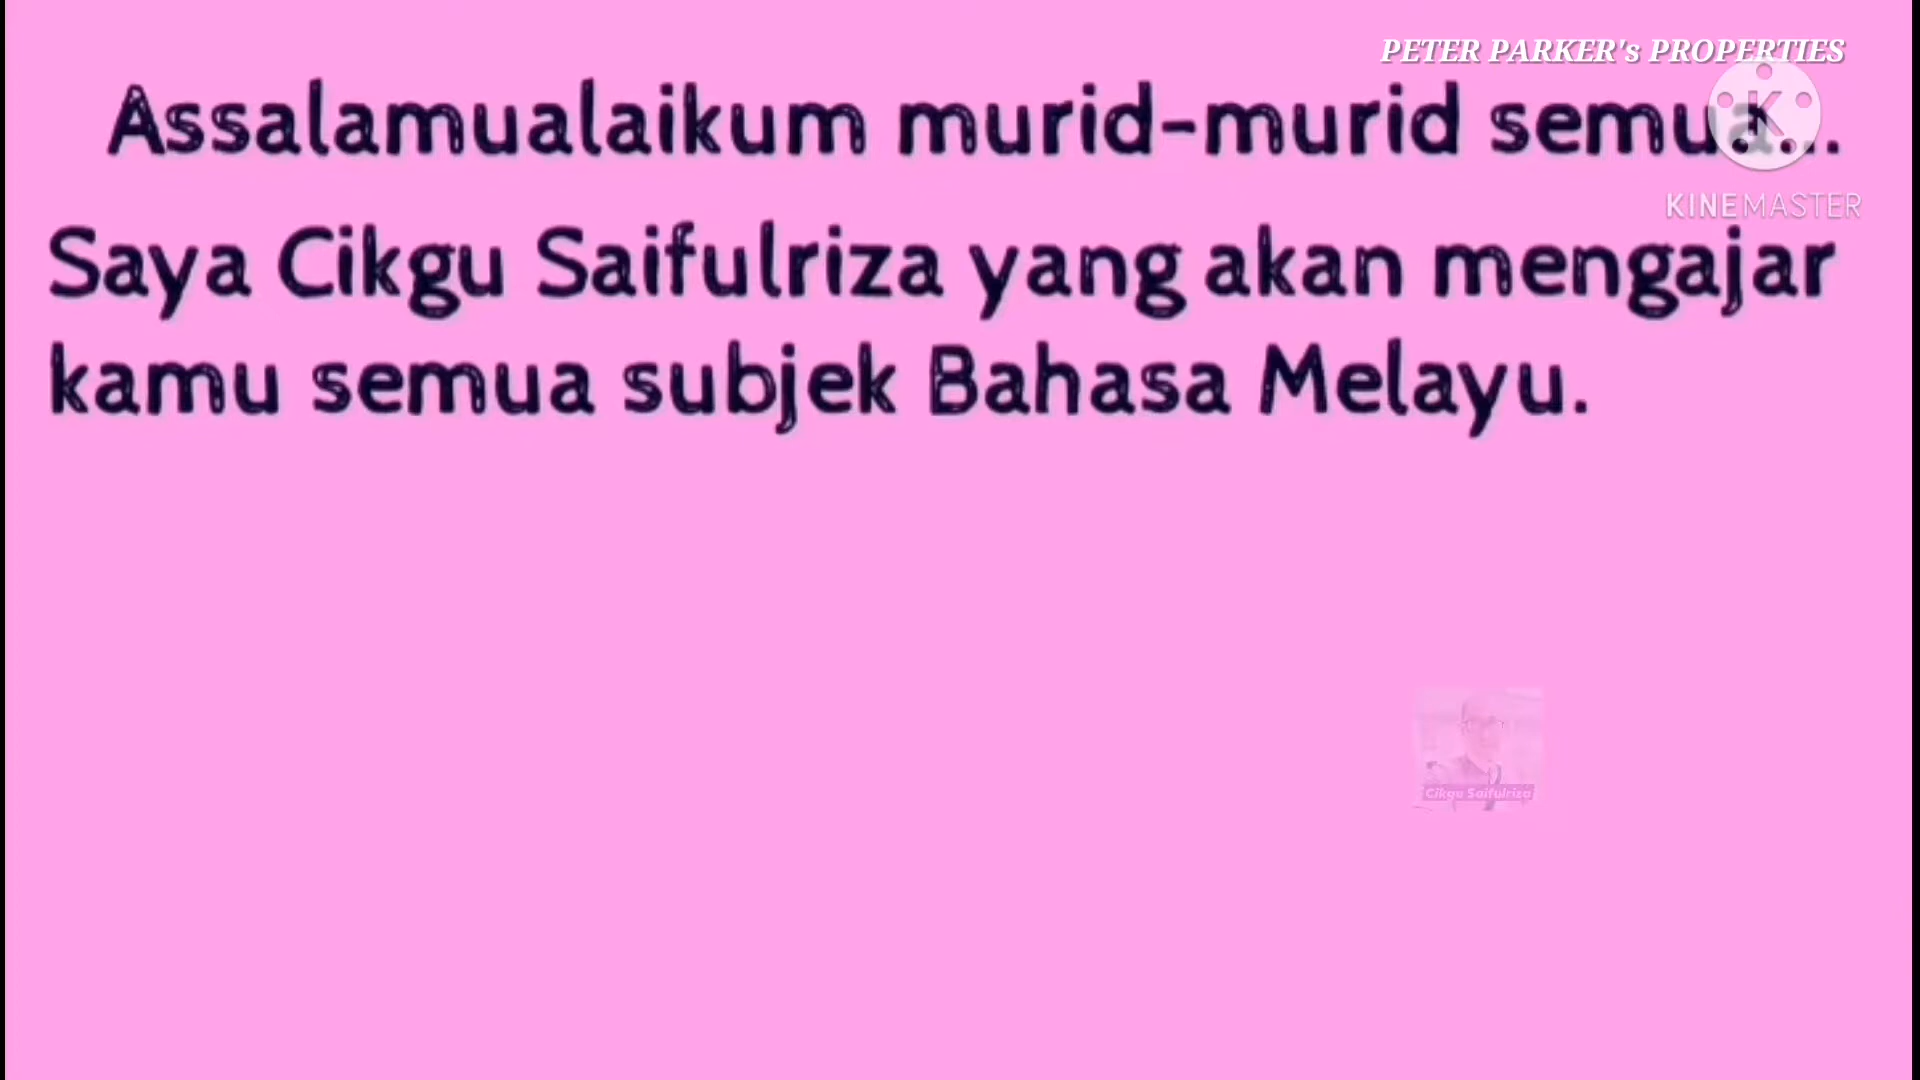 PETER PARKER's PROPERTIES
Assalamualaikum murid-murid semua...
KINEMASTER
Saya Cikgu Saifulriza yang akan mengajar
kamu semua subjek Bahasa Melayu.
Cikgu Saifulriza